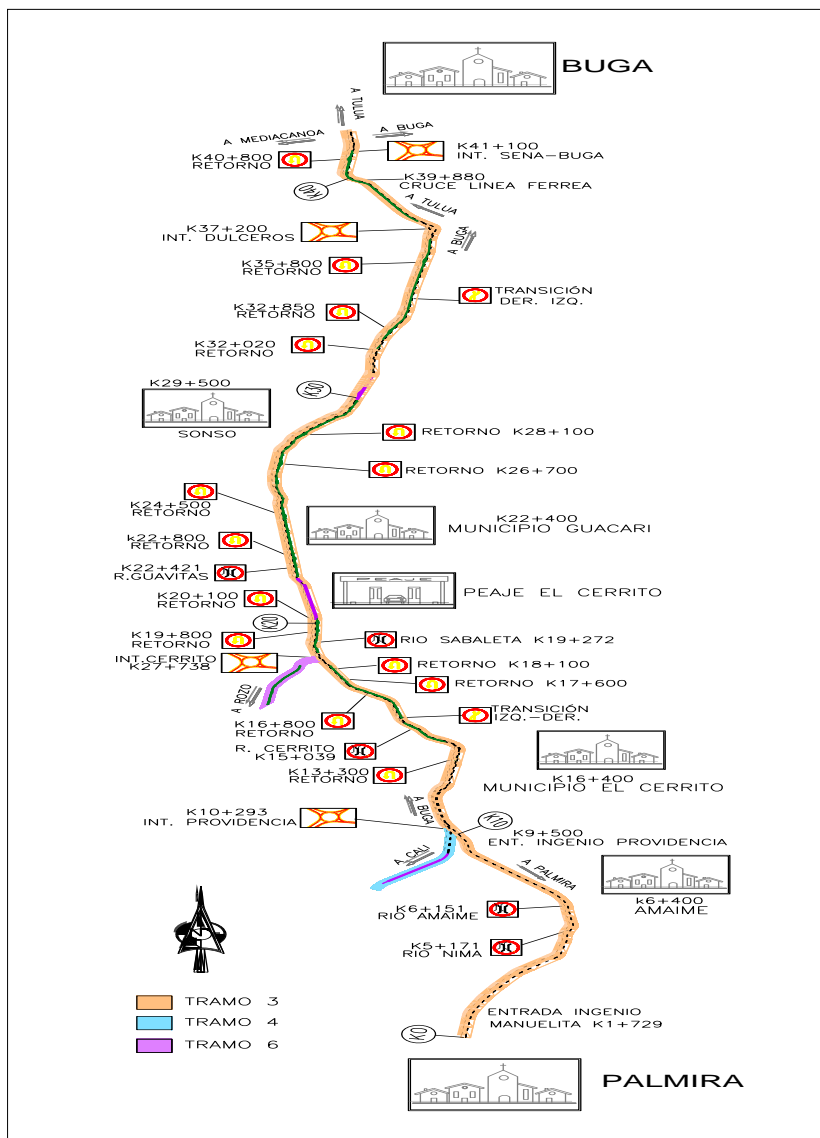 BUGA
A TULUA
A MEDIACANOA
A BUGA
K41+100
INT. SENA-BUGA
K40+800
RETORNO
K39+880
CRUCE LINEA FERREA
K40
A TULUA
K37+200
INT. DULCEROS
A BUGA
K35+800
RETORNO
TRANSICIÓN
DER. IZQ.
K32+850
RETORNO
K32+020
RETORNO
K29+500
SONSO
K30
RETORNO K28+100
RETORNO K26+700
K24+500
RETORNO
K22+400
MUNICIPIO GUACARI
k22+800
RETORNO
K22+421
R.GUAVITAS
PEAJE
PEAJE EL CERRITO
K20+100
RETORNO
K20
K19+800
RETORNO
RIO SABALETA K19+272
INT.CERRITO
K27+738
RETORNO K18+100
RETORNO K17+600
A ROZO
K16+800
RETORNO
TRANSICIÓN
IZQ.-DER.
R. CERRITO
K15+039
K13+300
RETORNO
K16+400
MUNICIPIO EL CERRITO
A BUGA
K10+293
INT. PROVIDENCIA
K10
K9+500
ENT. INGENIO PROVIDENCIA
A CALI
A PALMIRA
k6+400
AMAIME
K6+151
RIO AMAIME
K5+171
RIO NIMA
N
ENTRADA INGENIO
MANUELITA K1+729
K0
TRAMO 3
TRAMO 4
TRAMO 6
PALMIRA